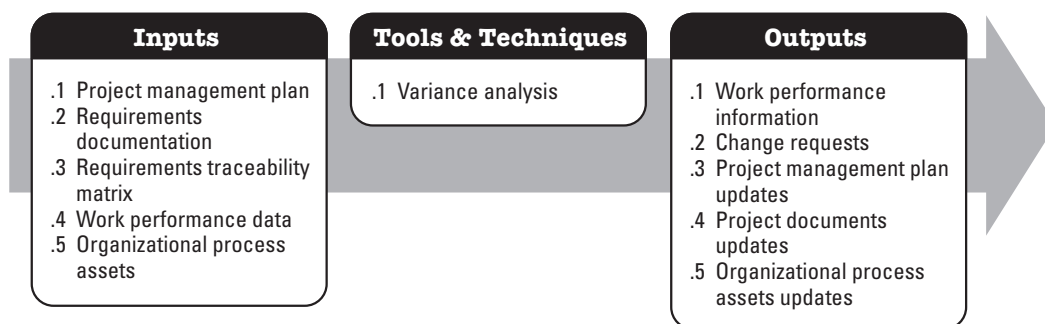 Inputs
.1 Project management plan
.2 Requirements
documentation
.3 Requirements traceability
matrix
.4 Work performance data
.5 Organizational process
assets
Tools & Techniques
.1 Variance analysis
Outputs
.1 Work performance
information
.2 Change requests
.3 Project management plan
updates
.4 Project documents
updates
.5 Organizational process
assets updates